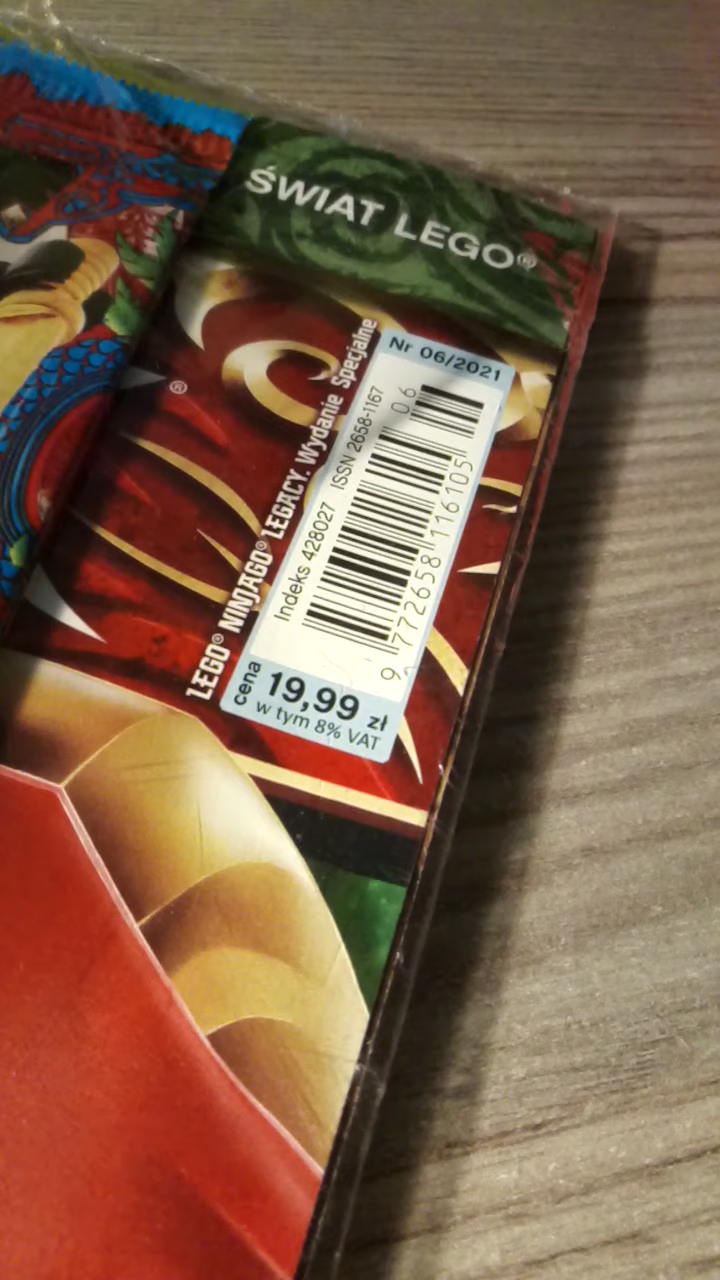 ŚWIAT LEGO®
®
LEGO® NINJAGO® LEGACY. Wydanie Specjalne
Nr 06/2021
Indeks 428027 ISSN 2658-1167
06
9 772658 116105
cena 19,99 zł
w tym 8% VAT